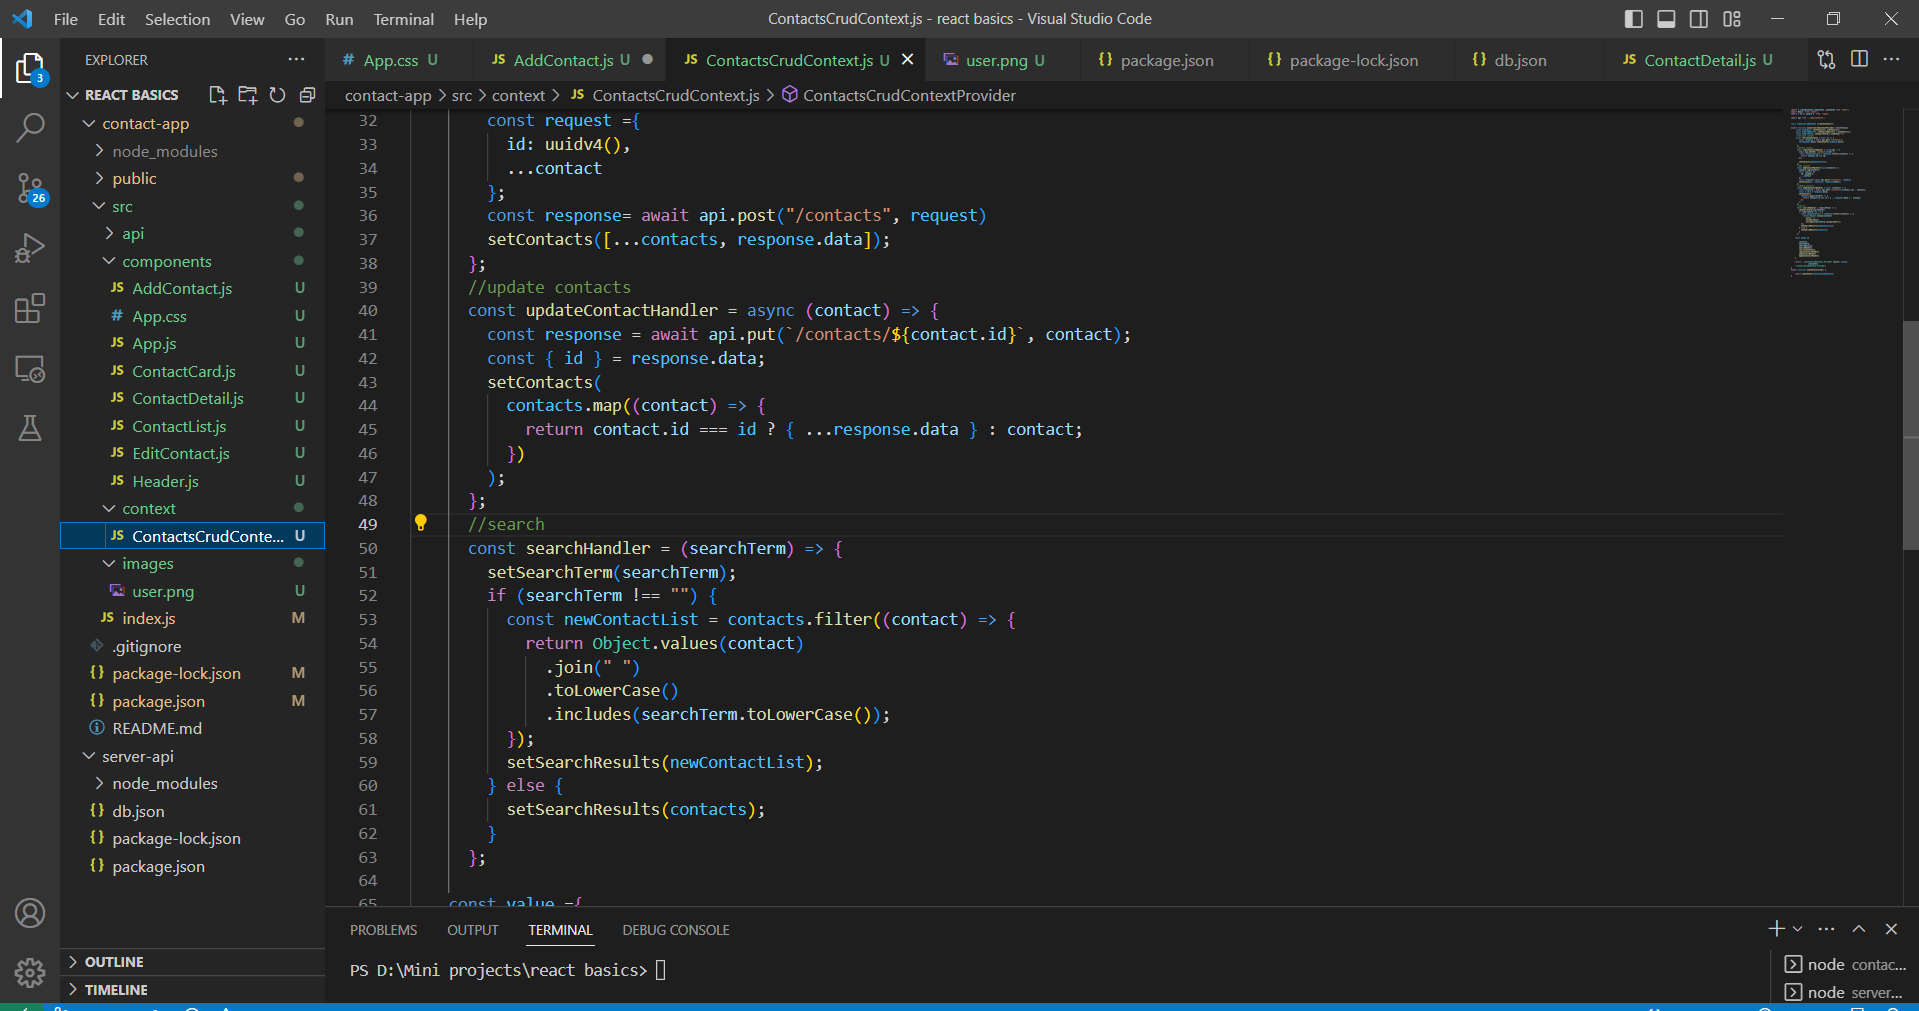 File Edit Selection View Go Run Terminal Help
ContactsCrudContext.js - react basics - Visual Studio Code
EXPLORER
# App.css U
JS AddContact.js U
JS ContactsCrudContext.js U
user.png U
{} package.json
{} package-lock.json
{} db.json
JS ContactDetail.js U
3
26
REACT BASICS
contact-app
node_modules
public
src
api
components
JS AddContact.js U
# App.css U
JS App.js U
JS ContactCard.js U
JS ContactDetail.js U
JS ContactList.js U
JS EditContact.js U
JS Header.js U
context
JS ContactsCrudConte... U
images
user.png U
JS index.js M
.gitignore
{} package-lock.json M
{} package.json M
README.md
server-api
node_modules
{} db.json
{} package-lock.json
{} package.json
OUTLINE
TIMELINE
contact-app > src > context > JS ContactsCrudContext.js > ContactsCrudContextProvider
32 const request ={
33 id: uuidv4(),
34 ...contact
35 };
36 const response= await api.post("/contacts", request)
37 setContacts([...contacts, response.data]);
38 };
39 //update contacts
40 const updateContactHandler = async (contact) => {
41 const response = await api.put(`/contacts/${contact.id}`, contact);
42 const { id } = response.data;
43 setContacts(
44 contacts.map((contact) => {
45 return contact.id === id ? { ...response.data } : contact;
46 })
47 );
48 };
49 //search
50 const searchHandler = (searchTerm) => {
51 setSearchTerm(searchTerm);
52 if (searchTerm !== "") {
53 const newContactList = contacts.filter((contact) => {
54 return Object.values(contact)
55 .join(" ")
56 .toLowerCase()
57 .includes(searchTerm.toLowerCase());
58 });
59 setSearchResults(newContactList);
60 } else {
61 setSearchResults(contacts);
62 }
63 };
64
65 const value ={
PROBLEMS OUTPUT TERMINAL DEBUG CONSOLE
PS D:\Mini projects\react basics>
node contac...
node server...